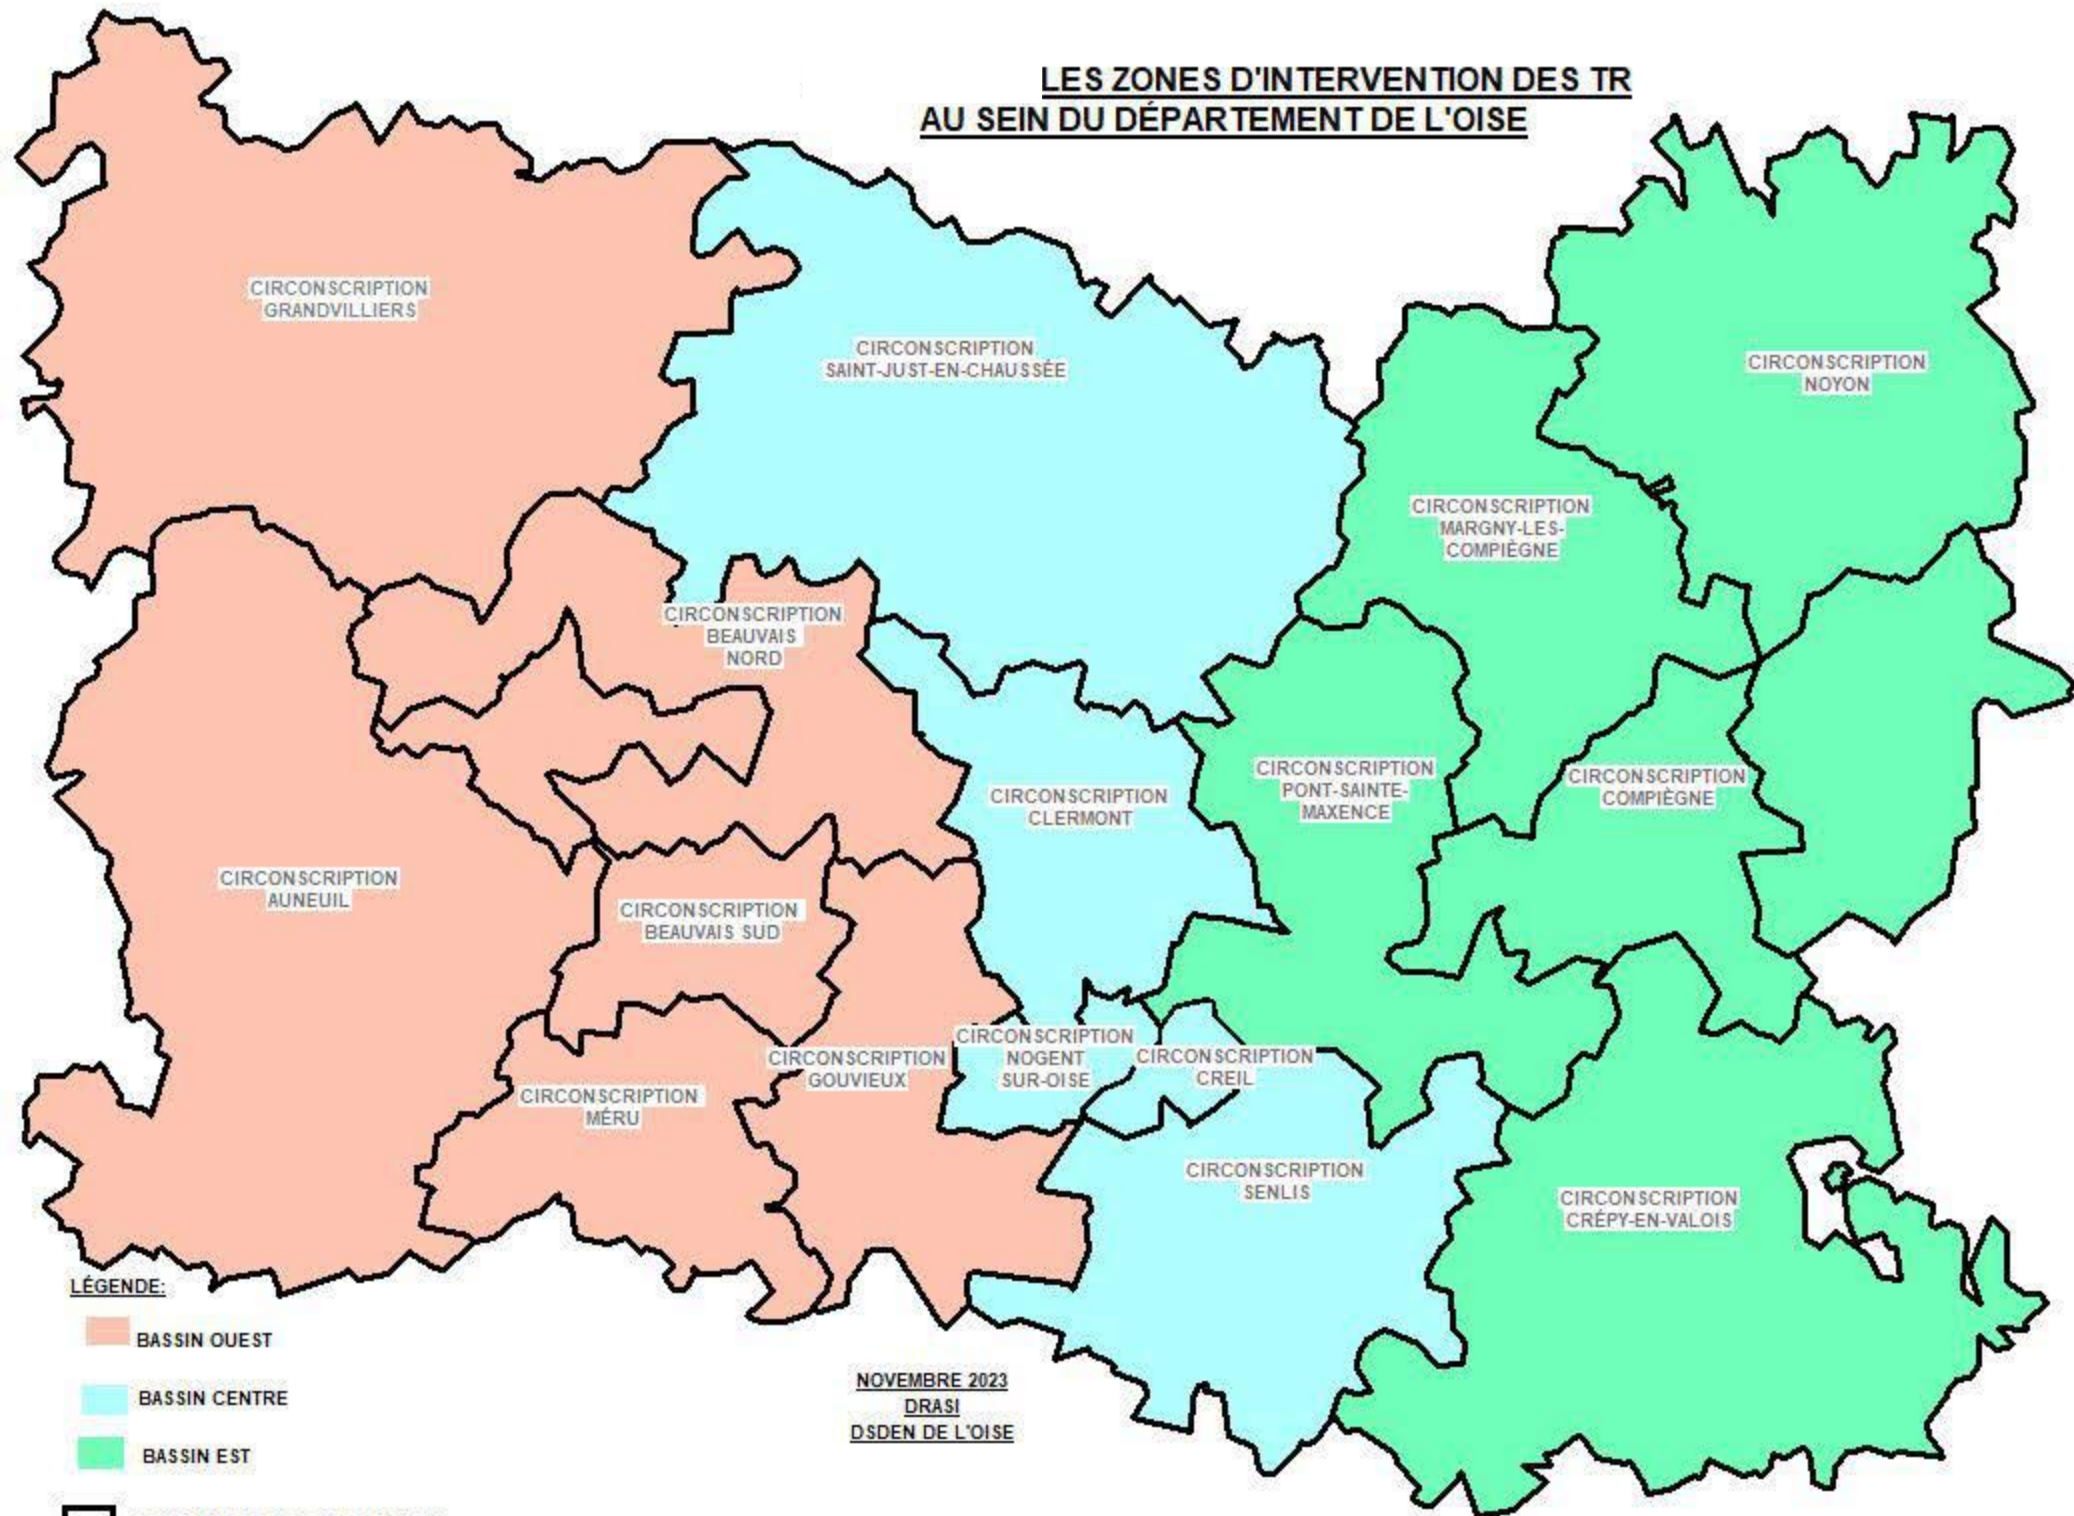 LES ZONES D'INTERVENTION DES TR
AU SEIN DU DÉPARTEMENT DE L'OISE
CIRCONSCRIPTION
GRANDVILLIERS
CIRCONSCRIPTION
SAINT-JUST-EN-CHAUSSÉE
CIRCONSCRIPTION
NOYON
CIRCONSCRIPTION
MARGNY-LES-
COMPIÈGNE
CIRCONSCRIPTION
BEAUVAIS
NORD
CIRCONSCRIPTION
PONT-SAINTE-
MAXENCE
CIRCONSCRIPTION
COMPIÈGNE
CIRCONSCRIPTION
CLERMONT
CIRCONSCRIPTION
AUNEUIL
CIRCONSCRIPTION
BEAUVAIS SUD
CIRCONSCRIPTION
NOGENT
SUR-OISE
CIRCONSCRIPTION
GOUVIEUX
CIRCONSCRIPTION
CREIL
CIRCONSCRIPTION
MÉRU
CIRCONSCRIPTION
SENLIS
CIRCONSCRIPTION
CRÉPY-EN-VALOIS
LÉGENDE:
BASSIN OUEST
BASSIN CENTRE
BASSIN EST
NOVEMBRE 2023
DRASI
DSDEN DE L'OISE